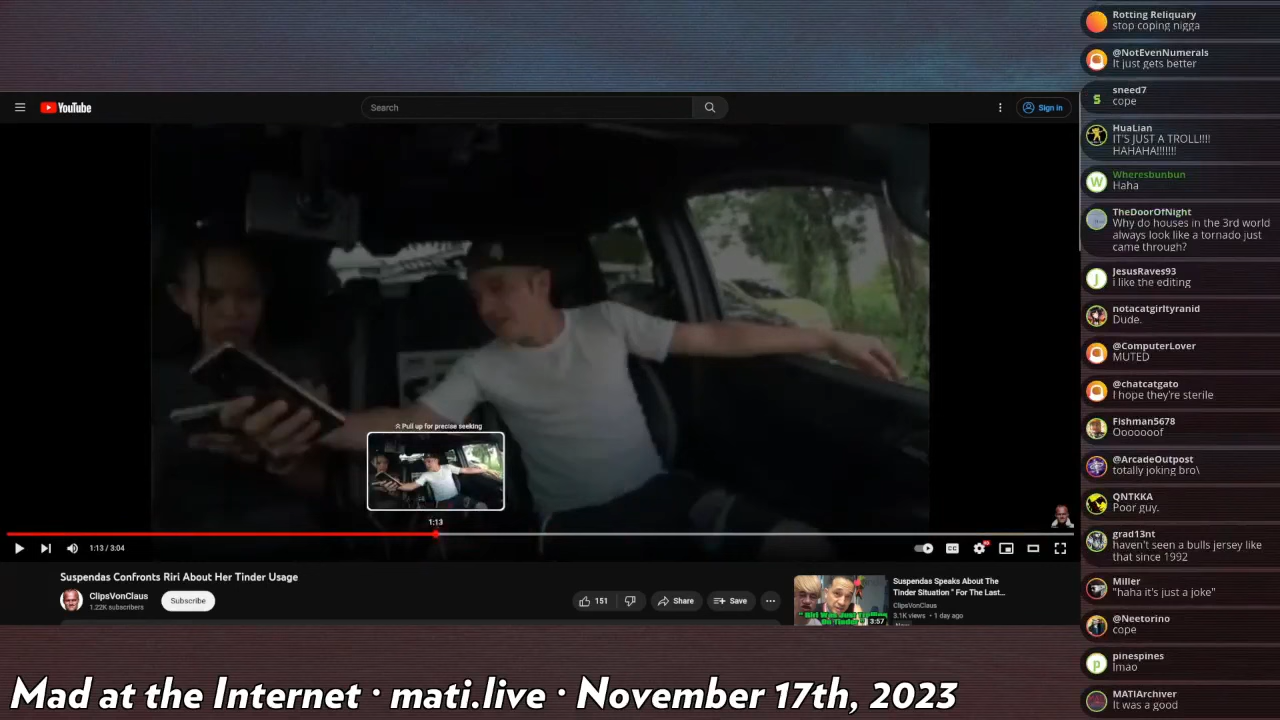 YouTube
Search
Sign in
Pull up for precise seeking
1:13
1:13 / 3:04
CC
Suspendas Confronts Riri About Her Tinder Usage
ClipsVonClaus
1.22K subscribers
Subscribe
151
Share
Save
3:57
Suspendas Speaks About The
Tinder Situation " For The Last...
ClipsVonClaus
3.1K views • 1 day ago
New
Rotting Reliquary
stop coping nigga
@NotEvenNumerals
It just gets better
sneed7
cope
HuaLian
IT'S JUST A TROLL!!!!
HAHAHA!!!!!!!
Wheresbunbun
Haha
TheDoorOfNight
Why do houses in the 3rd world
always look like a tornado just
came through?
JesusRaves93
i like the editing
notacatgirltyranid
Dude.
@ComputerLover
MUTED
@chatcatgato
I hope they're sterile
Fishman5678
Ooooooof
@ArcadeOutpost
totally joking bro\
QNTKKA
Poor guy.
grad13nt
haven't seen a bulls jersey like
that since 1992
Miller
"haha it's just a joke"
@Neetorino
cope
pinespines
lmao
MATIArchiver
It was a good
Mad at the Internet · mati.live · November 17th, 2023